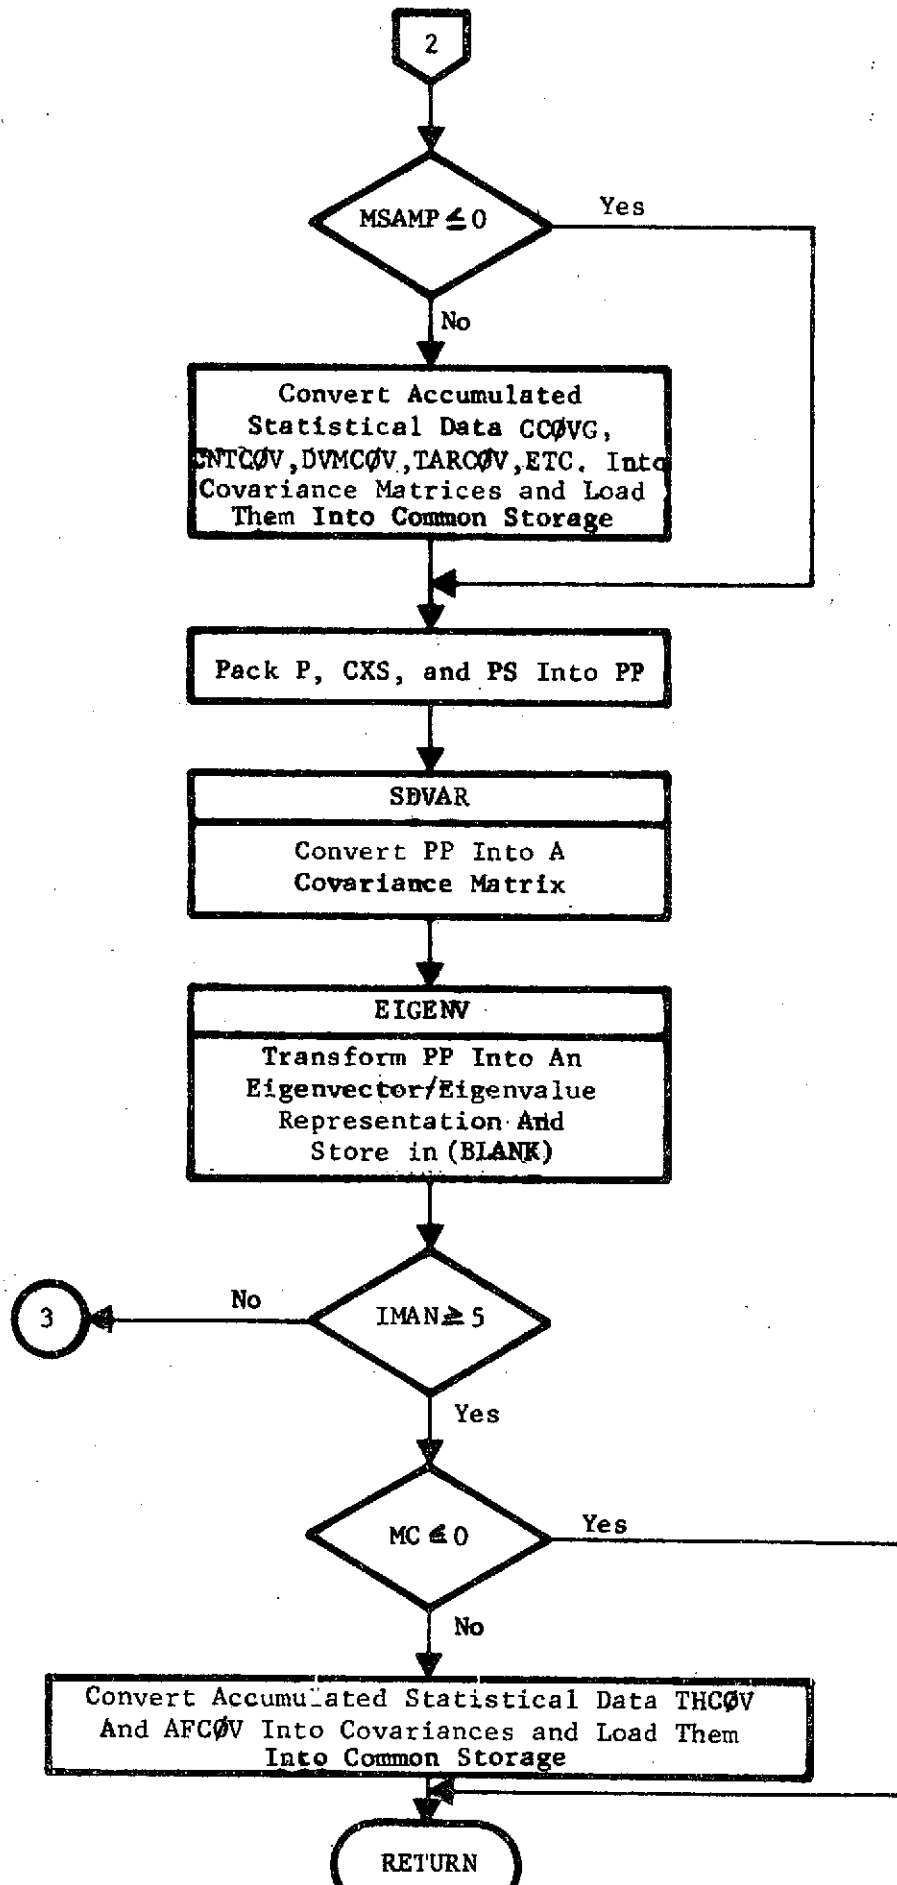 2
MSAMP ≤ 0
Yes
No
Convert Accumulated
Statistical Data CCØVG,
CNTCØV,DVMCØV,TARCØV,ETC. Into
Covariance Matrices and Load
Them Into Common Storage
Pack P, CXS, and PS Into PP
SDVAR
Convert PP Into A
Covariance Matrix
EIGENV
Transform PP Into An
Eigenvector/Eigenvalue
Representation And
Store in (BLANK)
IMAN ≥ 5
No
3
Yes
MC ≤ 0
Yes
No
Convert Accumulated Statistical Data THCØV
And AFCØV Into Covariances and Load Them
Into Common Storage
RETURN